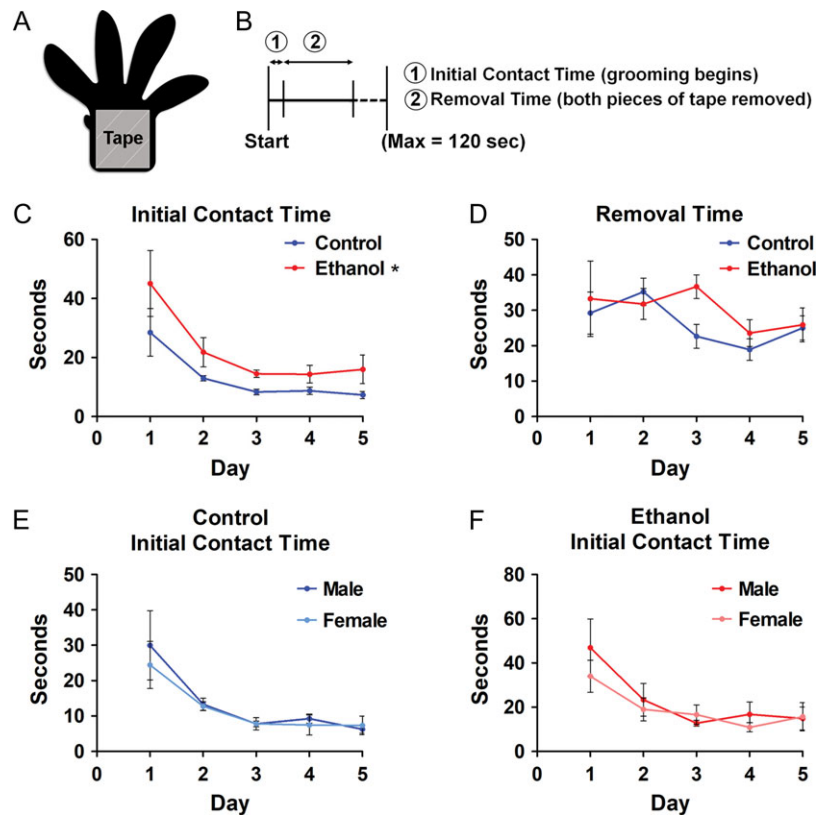 A
Tape
B
① ②
Start
(Max = 120 sec)
① Initial Contact Time (grooming begins)
② Removal Time (both pieces of tape removed)
C
Initial Contact Time
Control
Ethanol *
Seconds
60
40
20
0
0 1 2 3 4 5
Day
D
Removal Time
Control
Ethanol
Seconds
50
40
30
20
10
0
0 1 2 3 4 5
Day
E
Control
Initial Contact Time
Male
Female
Seconds
50
40
30
20
10
0
0 1 2 3 4 5
Day
F
Ethanol
Initial Contact Time
Male
Female
Seconds
80
60
40
20
0
0 1 2 3 4 5
Day